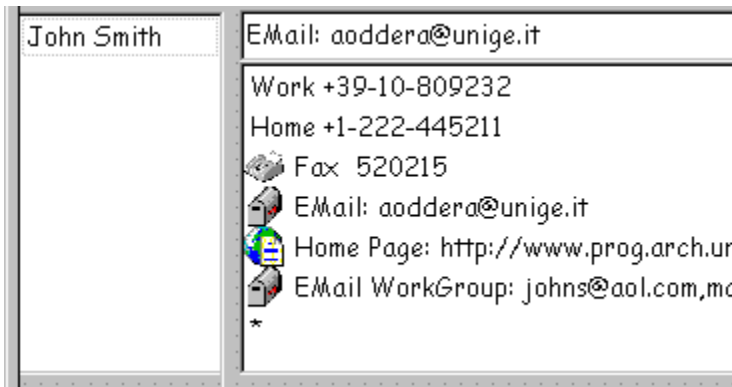 John Smith
EMail: aoddera@unige.it
Work +39-10-809232
Home +1-222-445211
Fax 520215
EMail: aoddera@unige.it
Home Page: http://www.prog.arch.un
EMail WorkGroup: johns@aol.com,ma
*